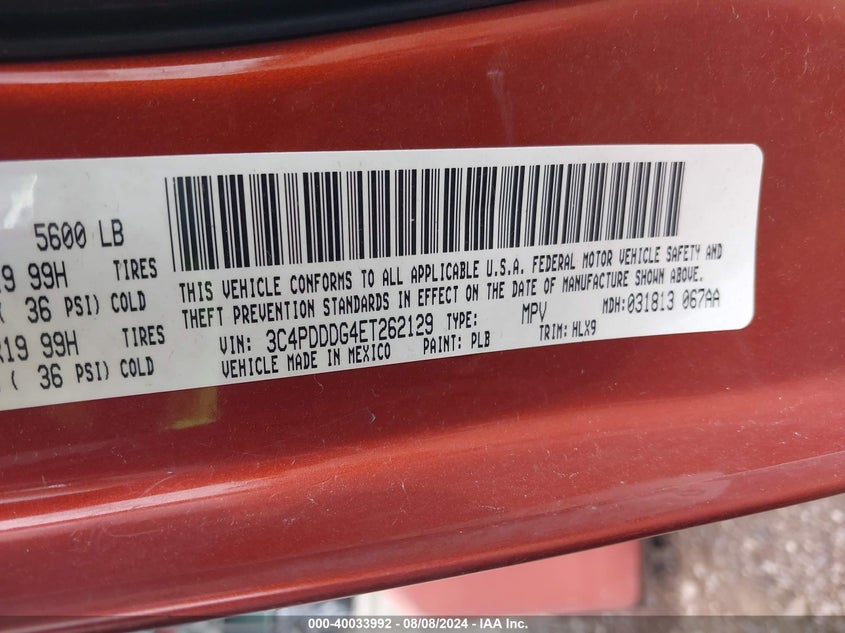 5600 LB
19 99H TIRES
( 36 PSI) COLD
R19 99H TIRES
( 36 PSI) COLD
THIS VEHICLE CONFORMS TO ALL APPLICABLE U.S.A. FEDERAL MOTOR VEHICLE SAFETY AND
THEFT PREVENTION STANDARDS IN EFFECT ON THE DATE OF MANUFACTURE SHOWN ABOVE.
MDH:031813 067AA
VIN: 3C4PDDDG4ET262129 TYPE: MPV
VEHICLE MADE IN MEXICO PAINT: PLB TRIM: HLX9
000-40033992 - 08/08/2024 - IAA Inc.